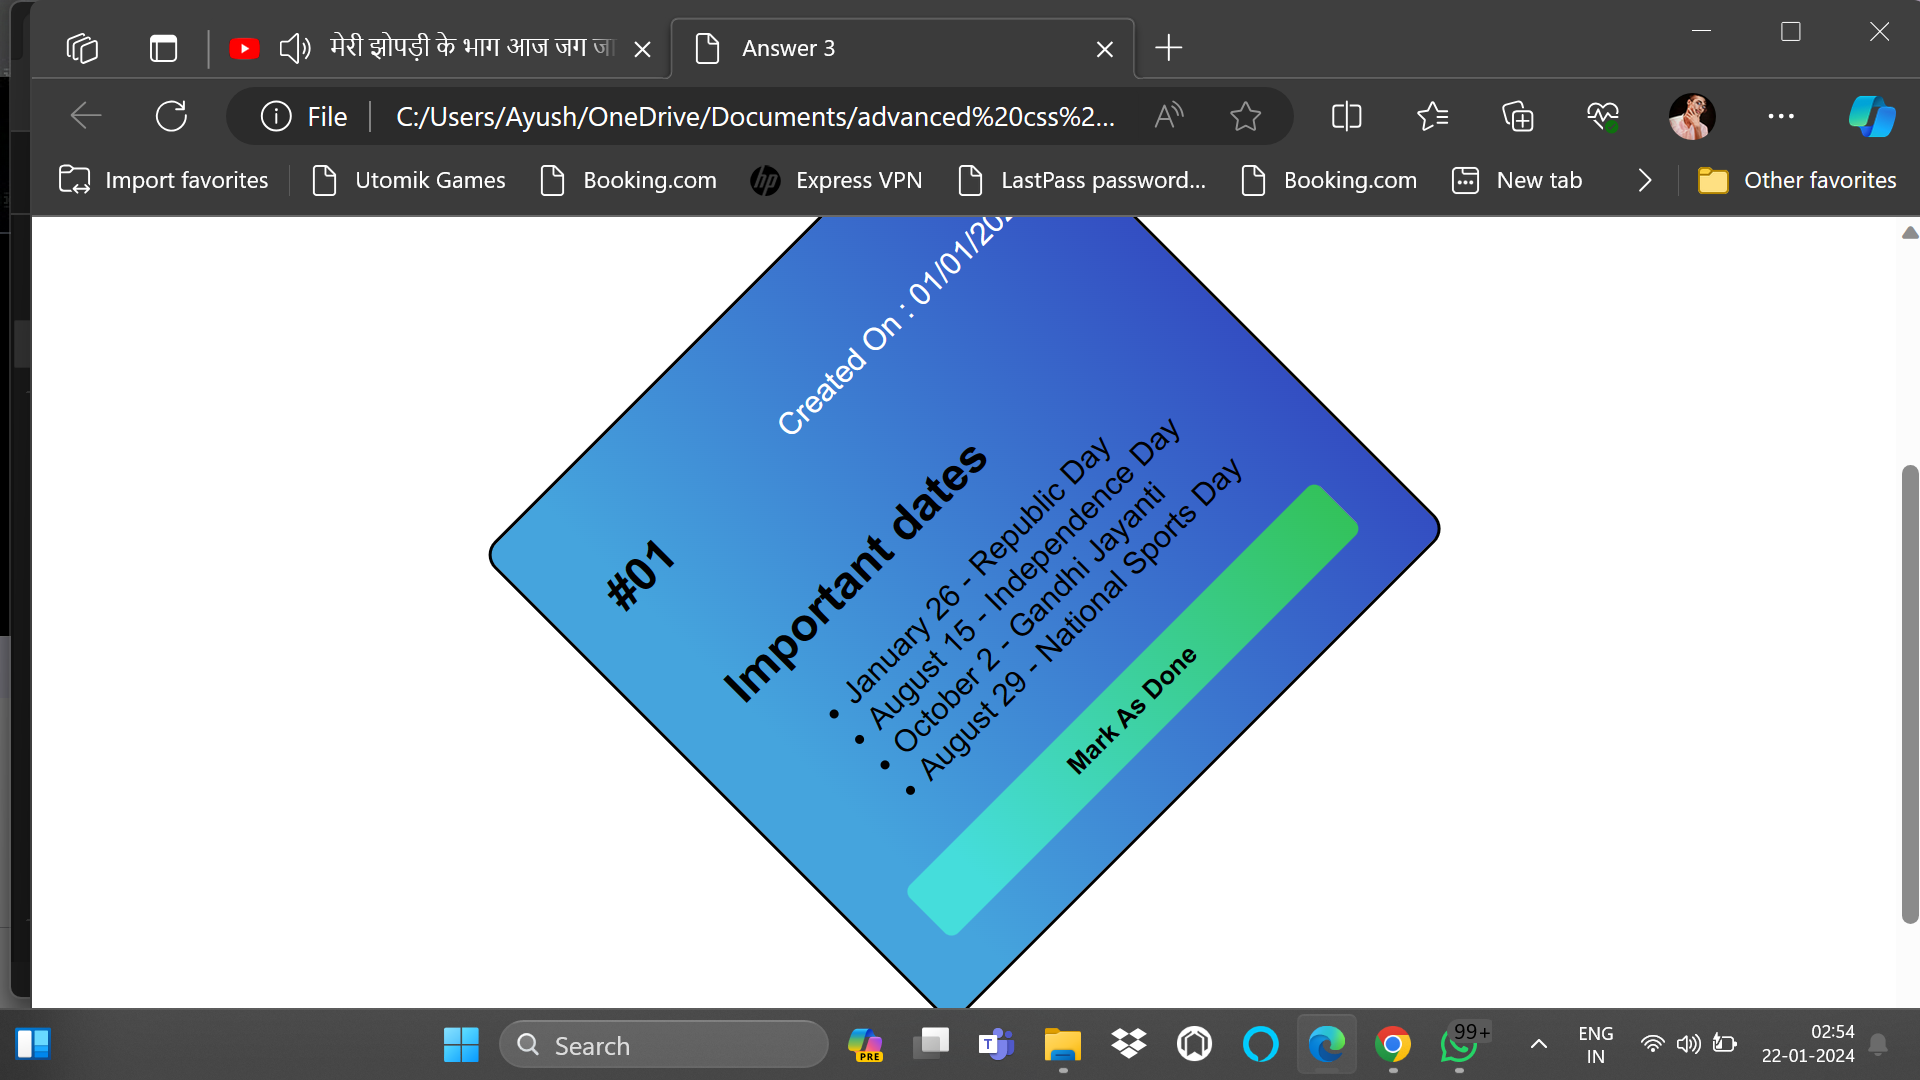 मेरी झोपड़ी के भाग आज जग
Answer 3
File
C:/Users/Ayush/OneDrive/Documents/advanced%20css%2...
Import favorites
Utomik Games
Booking.com
hp
Express VPN
LastPass password...
Booking.com
New tab
Other favorites
Created On : 01/01/20
#01
Important dates
• January 26 - Republic Day
• August 15 - Independence Day
• October 2 - Gandhi Jayanti
• August 29 - National Sports Day
Mark As Done
Search
PRE
T
99+
ENG
IN
02:54
22-01-2024